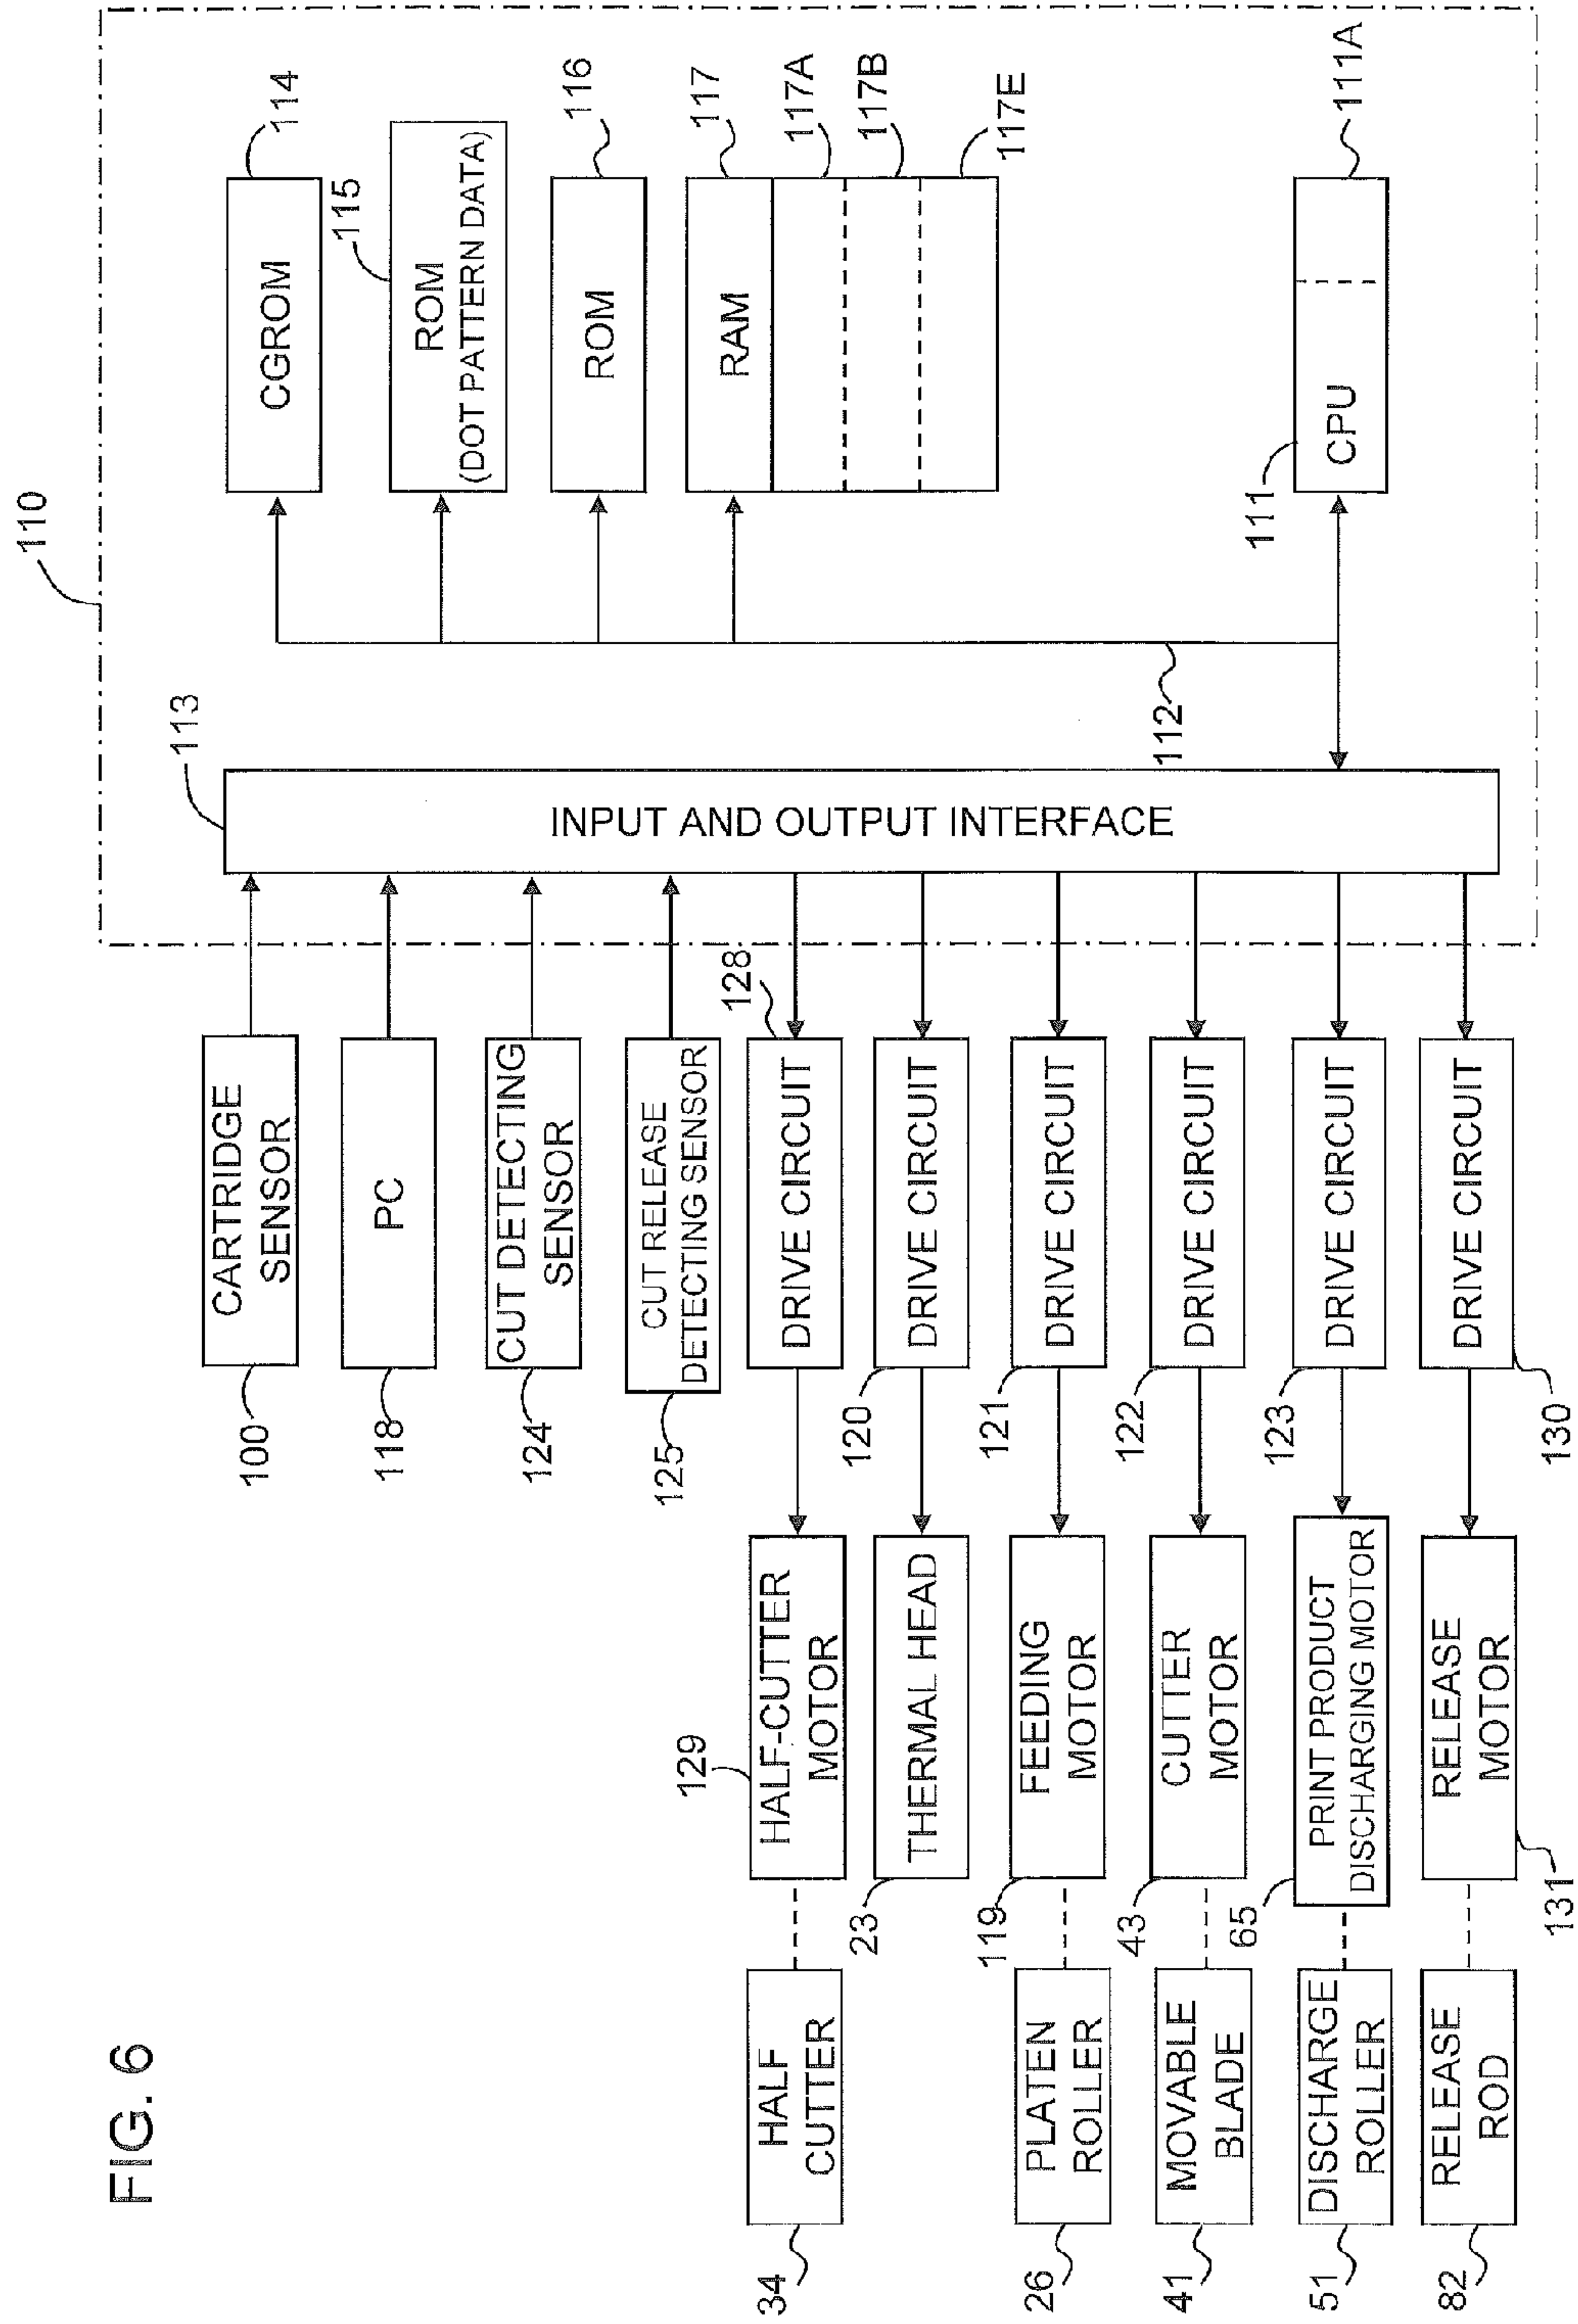 FIG. 6
110
113
112
CARTRIDGE
SENSOR
100
PC
118
CUT DETECTING
SENSOR
124
CUT RELEASE
DETECTING SENSOR
125
INPUT AND OUTPUT INTERFACE
CGROM
114
ROM
(DOT PATTERN DATA)
115
ROM
116
RAM
117
117A
117B
117E
CPU
111
111A
HALF
CUTTER
34
HALF-CUTTER
MOTOR
129
DRIVE CIRCUIT
128
THERMAL HEAD
23
DRIVE CIRCUIT
120
PLATEN
ROLLER
26
FEEDING
MOTOR
119
DRIVE CIRCUIT
121
MOVABLE
BLADE
41
CUTTER
MOTOR
43
DRIVE CIRCUIT
122
DISCHARGE
ROLLER
51
PRINT PRODUCT
DISCHARGING MOTOR
65
DRIVE CIRCUIT
123
RELEASE
ROD
82
RELEASE
MOTOR
131
DRIVE CIRCUIT
130